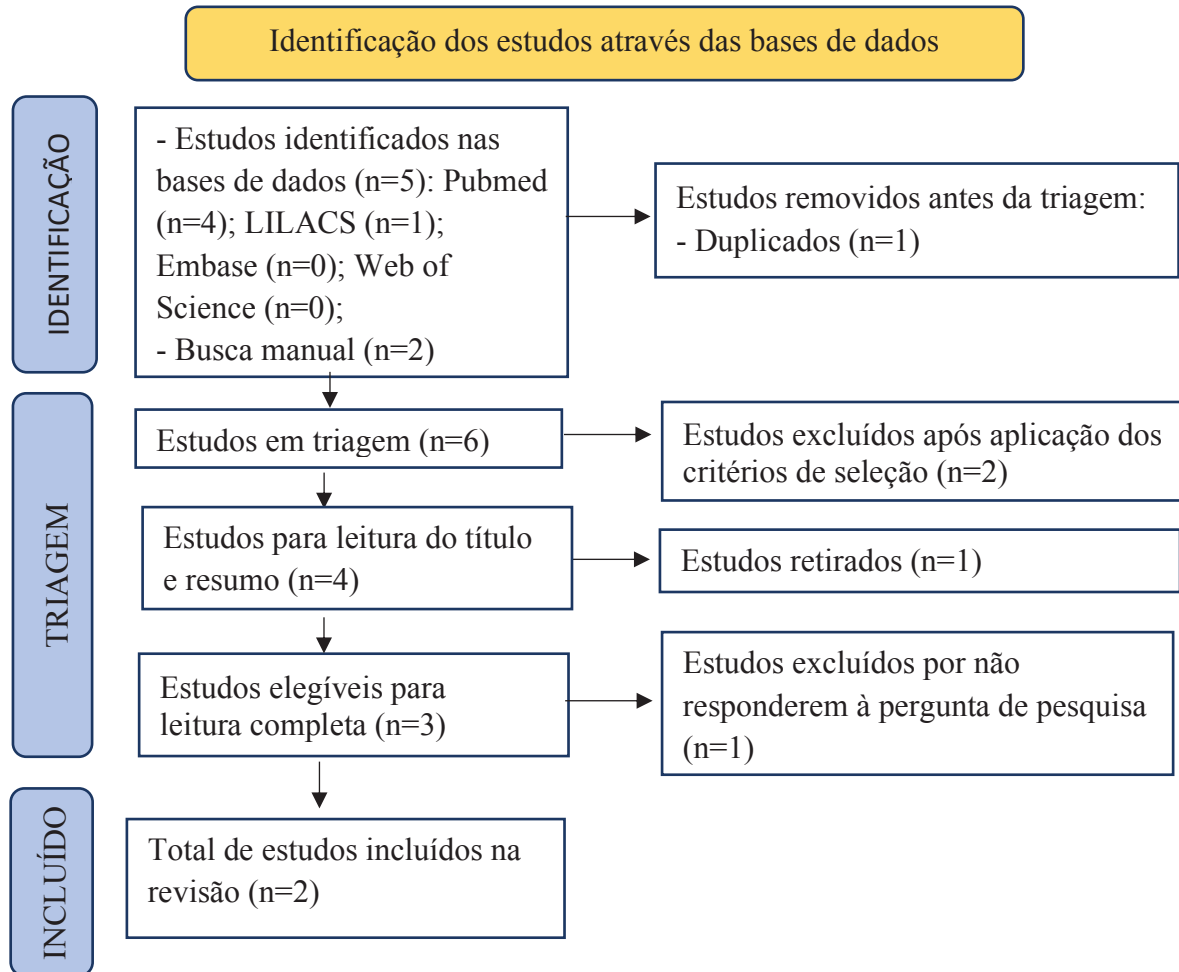 Identificação dos estudos através das bases de dados
IDENTIFICAÇÃO
- Estudos identificados nas
bases de dados (n=5): Pubmed
(n=4); LILACS (n=1);
Embase (n=0); Web of
Science (n=0);
- Busca manual (n=2)
Estudos removidos antes da triagem:
- Duplicados (n=1)
TRIAGEM
Estudos em triagem (n=6)
Estudos excluídos após aplicação dos
critérios de seleção (n=2)
Estudos para leitura do título
e resumo (n=4)
Estudos retirados (n=1)
Estudos elegíveis para
leitura completa (n=3)
Estudos excluídos por não
responderem à pergunta de pesquisa
(n=1)
INCLUÍDO
Total de estudos incluídos na
revisão (n=2)